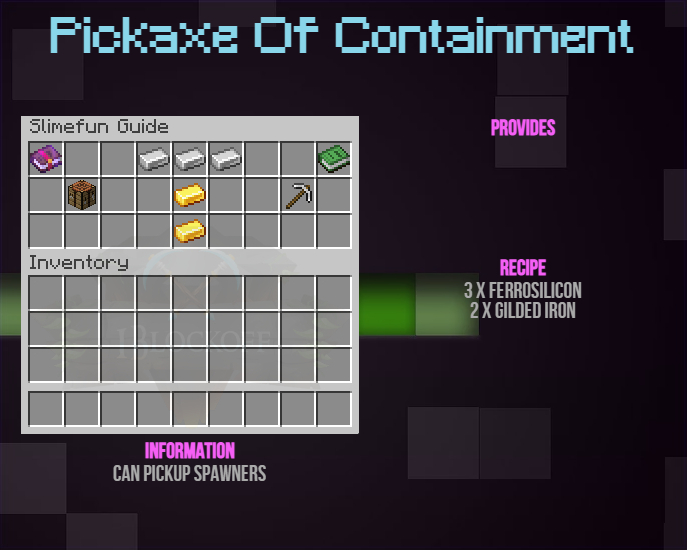 Pickaxe Of Containment
Slimefun Guide
PROVIDES
Inventory
RECIPE
3 X FERROSILICON
2 X GILDED IRON
INFORMATION
CAN PICKUP SPAWNERS